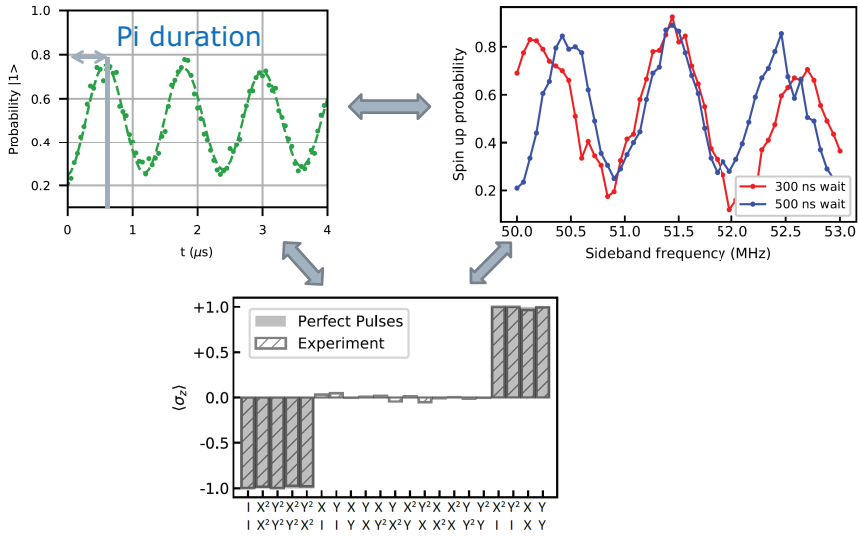 Pi duration
1.0
0.8
0.6
0.4
0.2
Probability |1>
0 1 2 3 4
t (μs)
0.8
0.6
0.4
0.2
Spin up probability
300 ns wait
500 ns wait
50.0 50.5 51.0 51.5 52.0 52.5 53.0
Sideband frequency (MHz)
+1.0
+0.5
0.0
-0.5
-1.0
⟨σz⟩
Perfect Pulses
Experiment
I X² Y² X² Y² X Y X Y X Y X² Y² X X² Y Y² X² Y² X Y
I X² Y² Y² X² I I Y X Y² X² Y X X² X Y² Y I I X Y